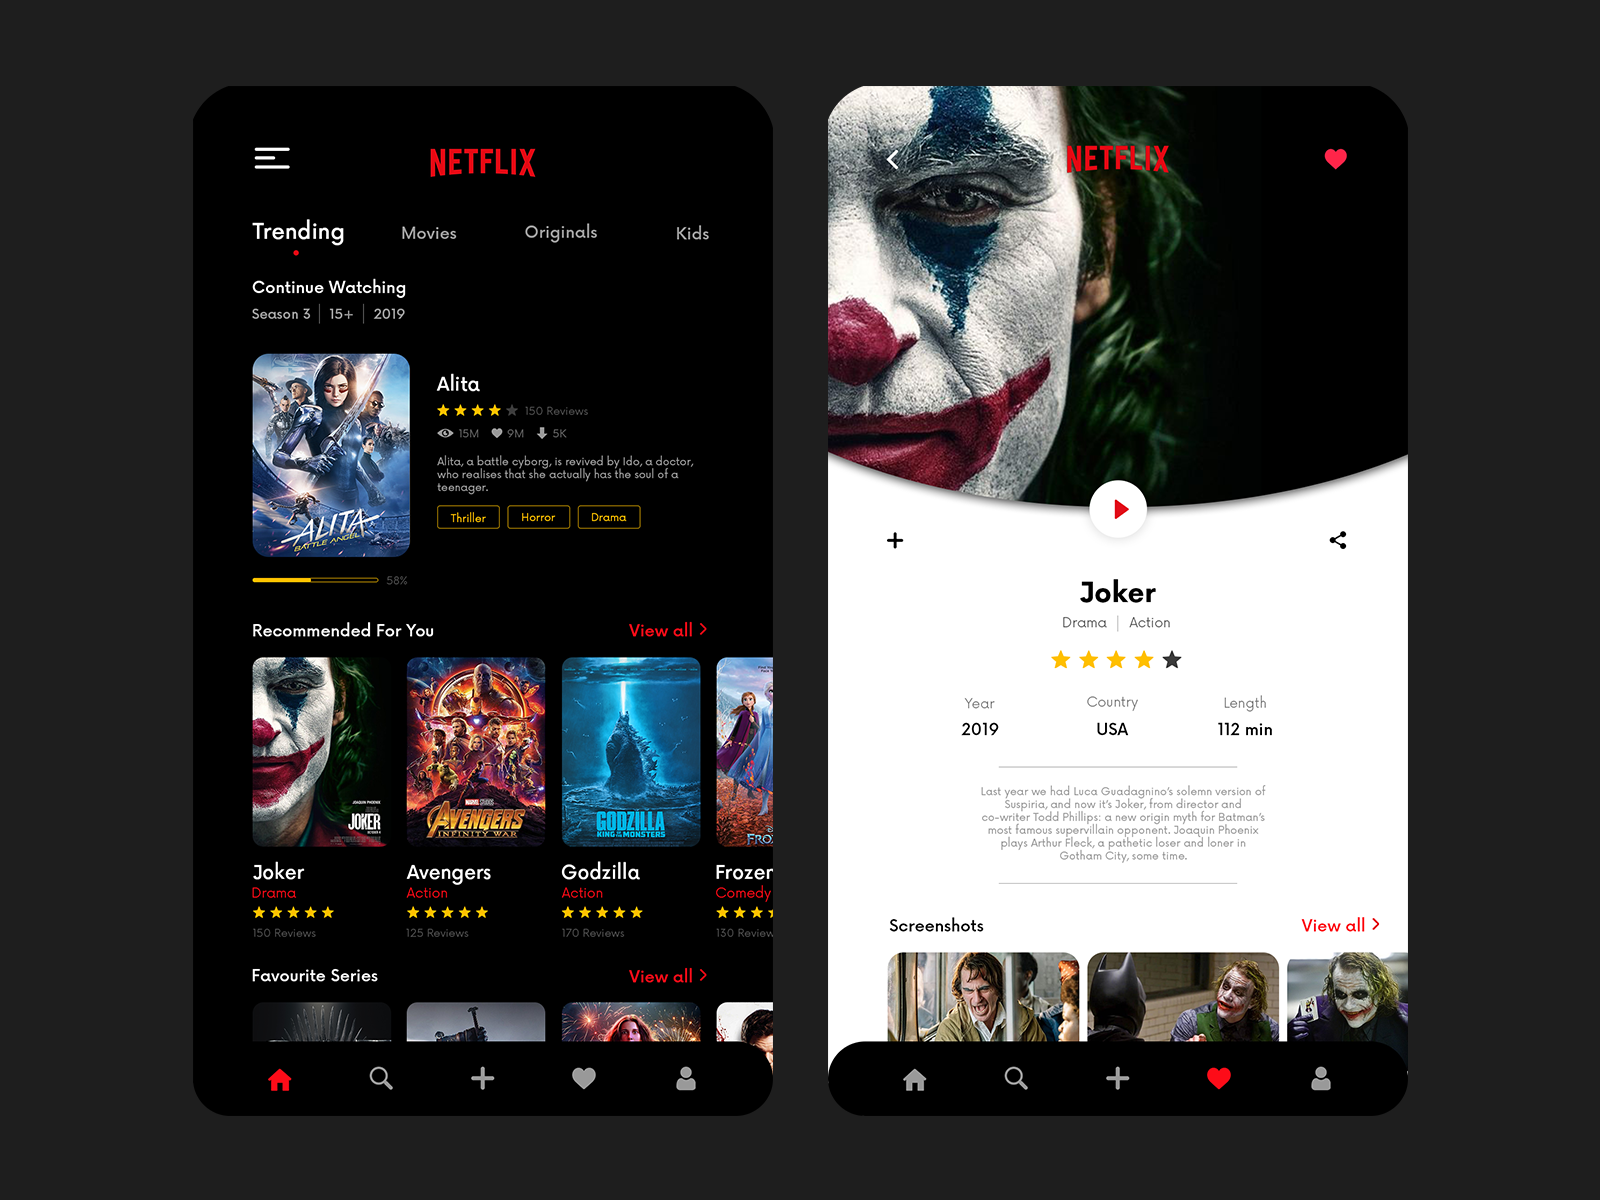 NETFLIX
Trending
Movies
Originals
Kids
Continue Watching
Season 3 | 15+ | 2019
ALITA
BATTLE ANGEL
Alita
150 Reviews
15M
9M
5K
Alita, a battle cyborg, is revived by Ido, a doctor,
who realises that she actually has the soul of a
teenager.
Thriller
Horror
Drama
58%
Recommended For You
View all
JOAQUIN PHOENIX
JOKER
MARVEL STUDIOS
AVENGERS
INFINITY WAR
GODZILLA
KING OF THE MONSTERS
FRO
Joker
Drama
150 Reviews
Avengers
Action
125 Reviews
Godzilla
Action
170 Reviews
Frozen
Comedy
130 Review
Favourite Series
View all
NETFLIX
Joker
Drama | Action
Year
2019
Country
USA
Length
112 min
Last year we had Luca Guadagnino’s solemn version of
Suspiria, and now it’s Joker, from director and
co-writer Todd Phillips: a new origin myth for Batman’s
most famous supervillain opponent. Joaquin Phoenix
plays Arthur Fleck, a pathetic loser and loner in
Gotham City, some time.
Screenshots
View all